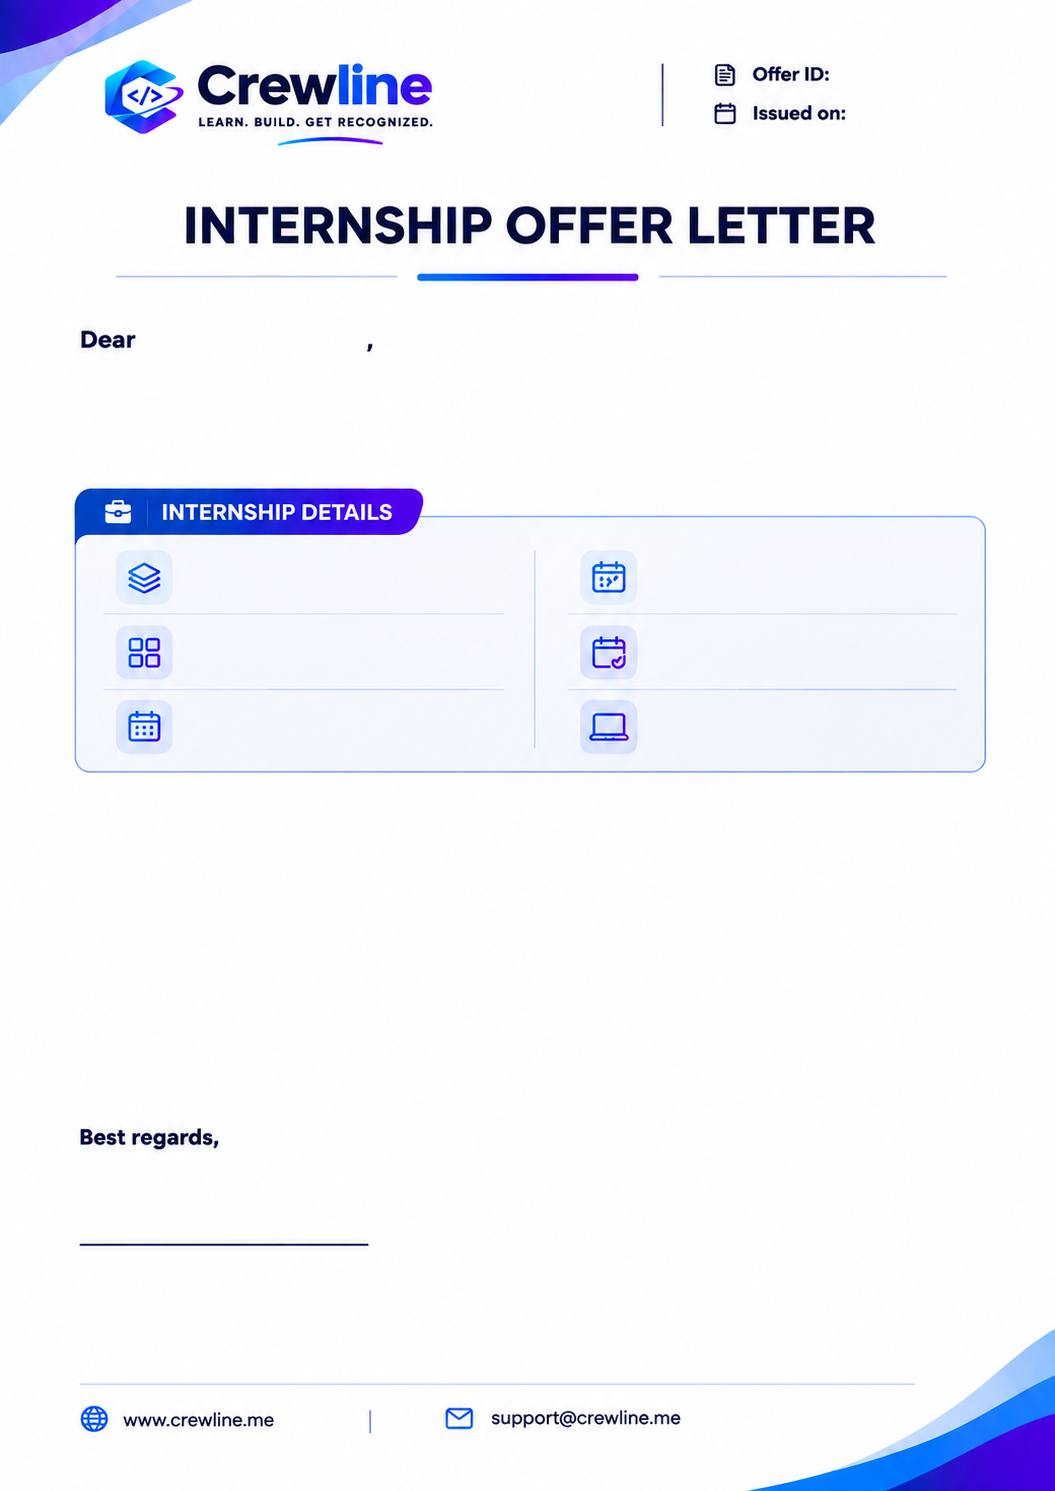 Crewline
LEARN. BUILD. GET RECOGNIZED.
Offer ID:
Issued on:
INTERNSHIP OFFER LETTER
Dear ,
INTERNSHIP DETAILS
Best regards,
www.crewline.me
support@crewline.me